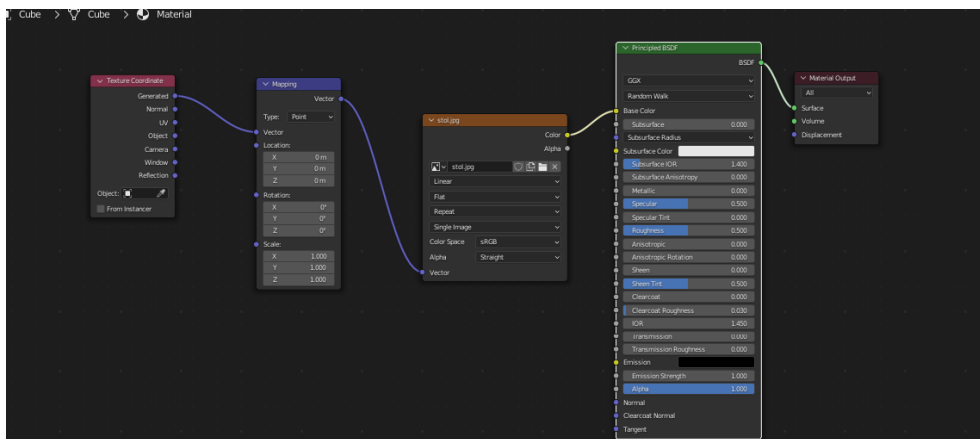 Cube > Cube > Material
Texture Coordinate
Generated
Normal
UV
Object
Camera
Window
Reflection
Object:
From Instancer
Mapping
Vector
Type: Point
Vector
Location:
X 0 m
Y 0 m
Z 0 m
Rotation:
X 0°
Y 0°
Z 0°
Scale:
X 1.000
Y 1.000
Z 1.000
stol.jpg
Color
Alpha
stol.jpg
Linear
Flat
Repeat
Single Image
Color Space sRGB
Alpha Straight
Vector
Principled BSDF
BSDF
GGX
Random Walk
Base Color
Subsurface 0.000
Subsurface Radius
Subsurface Color
Subsurface IOR 1.400
Subsurface Anisotropy 0.000
Metallic 0.000
Specular 0.500
Specular Tint 0.000
Roughness 0.500
Anisotropic 0.000
Anisotropic Rotation 0.000
Sheen 0.000
Sheen Tint 0.500
Clearcoat 0.000
Clearcoat Roughness 0.030
IOR 1.450
Transmission 0.000
Transmission Roughness 0.000
Emission
Emission Strength 1.000
Alpha 1.000
Normal
Clearcoat Normal
Tangent
Material Output
All
Surface
Volume
Displacement